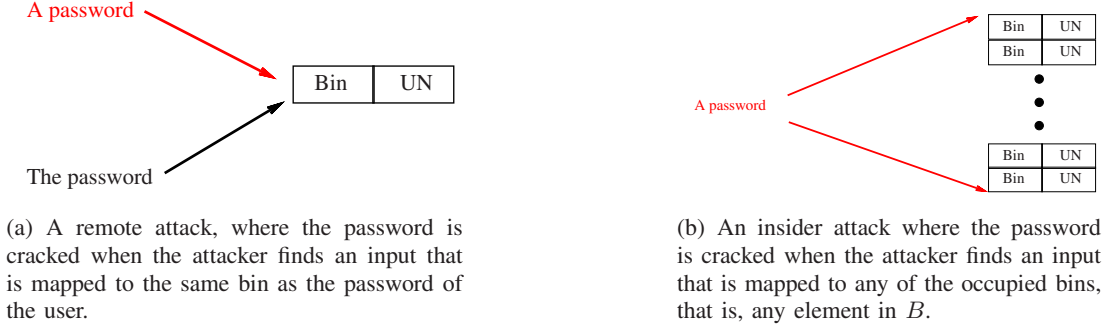 A password
Bin UN
The password
(a) A remote attack, where the password is
cracked when the attacker finds an input that
is mapped to the same bin as the password of
the user.
Bin UN
Bin UN
A password
Bin UN
Bin UN
(b) An insider attack where the password
is cracked when the attacker finds an input
that is mapped to any of the occupied bins,
that is, any element in B.